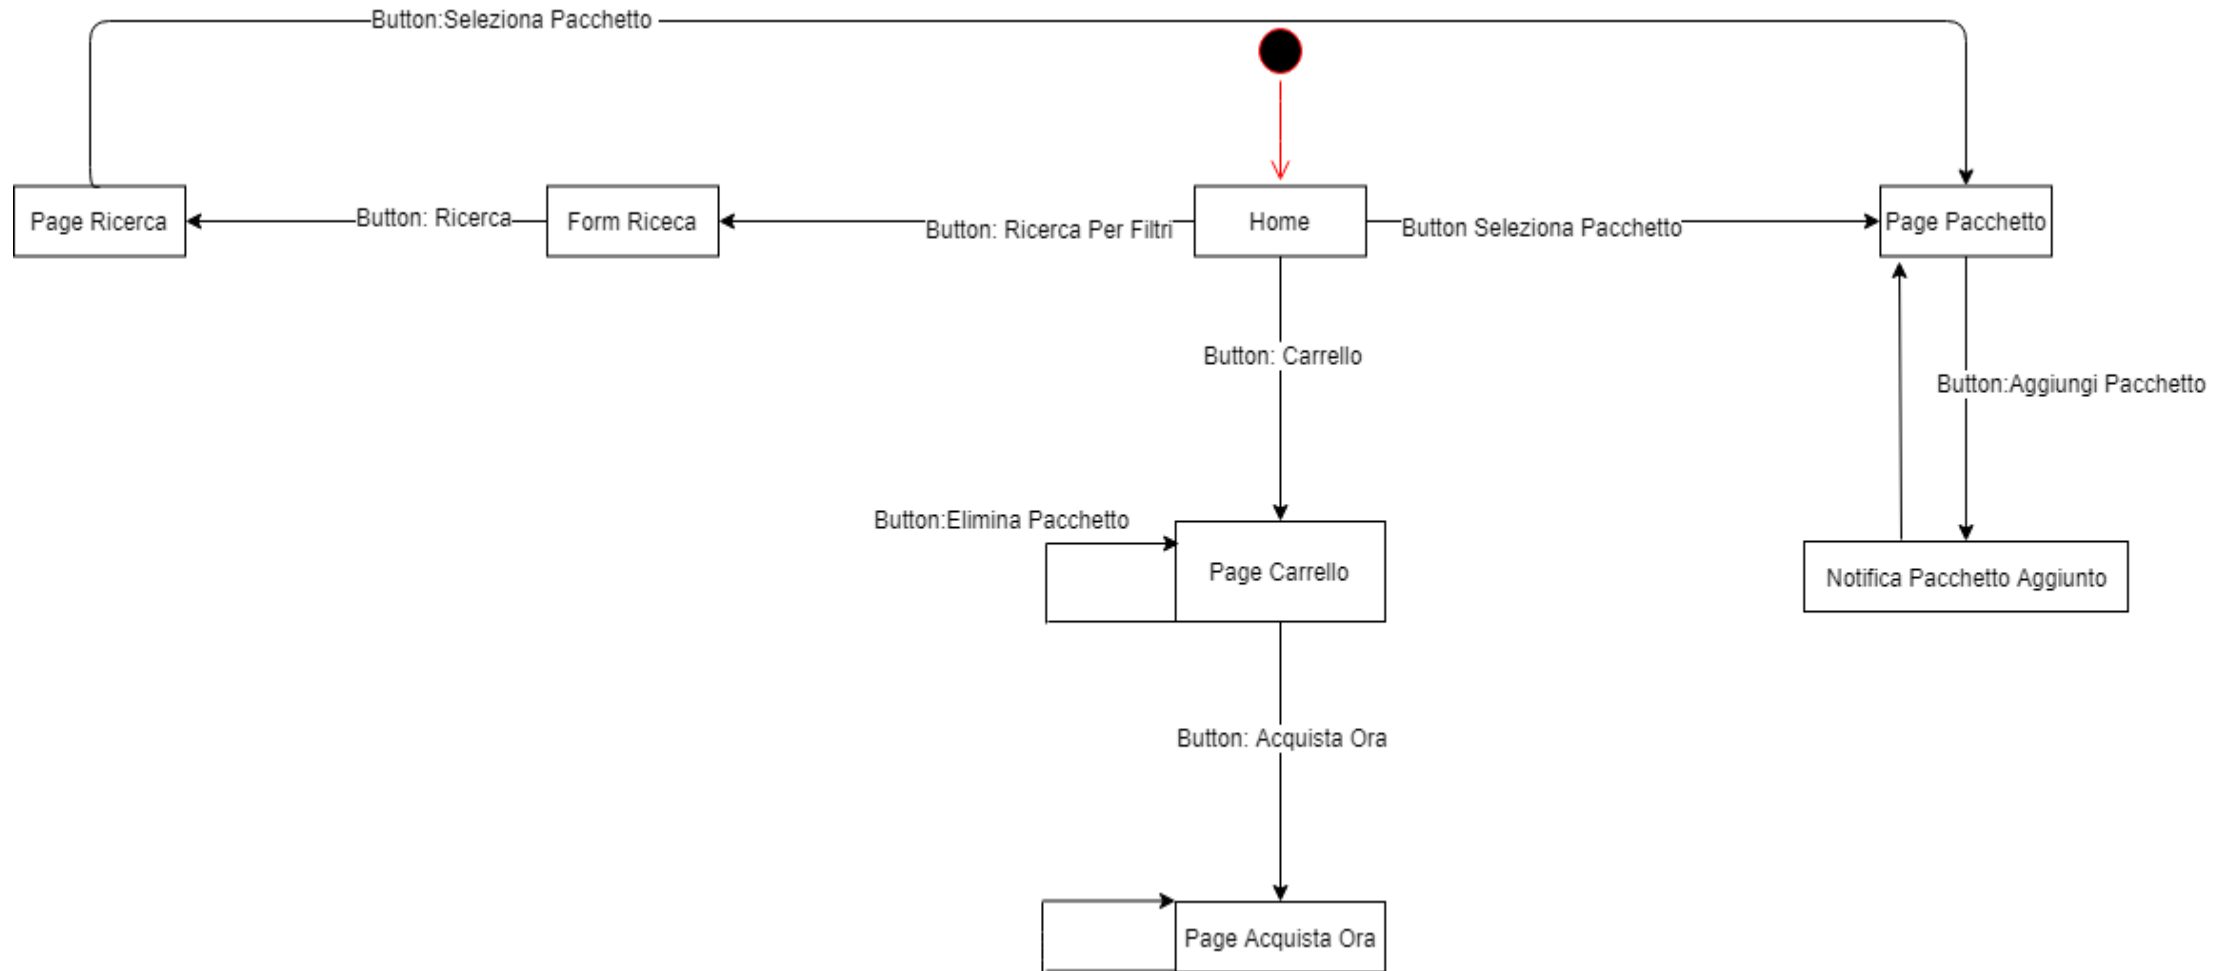 Button:Seleziona Pacchetto
Page Ricerca
Button: Ricerca
Form Riceca
Button: Ricerca Per Filtri
Home
Button Seleziona Pacchetto
Page Pacchetto
Button: Carrello
Button:Aggiungi Pacchetto
Button:Elimina Pacchetto
Page Carrello
Notifica Pacchetto Aggiunto
Button: Acquista Ora
Page Acquista Ora